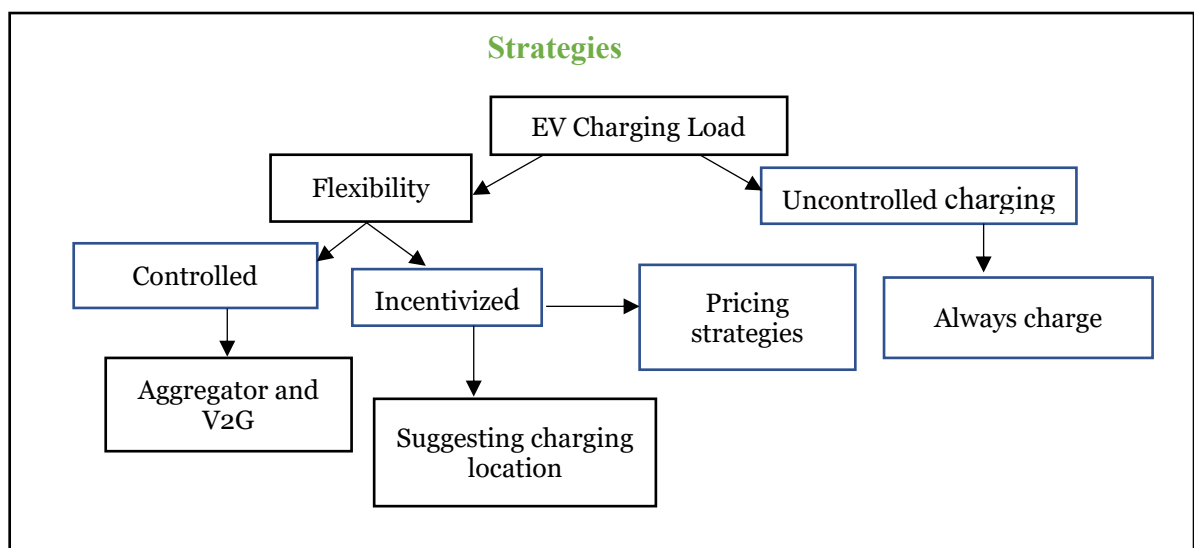 Strategies
EV Charging Load
Flexibility
Uncontrolled charging
Controlled
Incentivized
Pricing
strategies
Always charge
Aggregator and
V2G
Suggesting charging
location